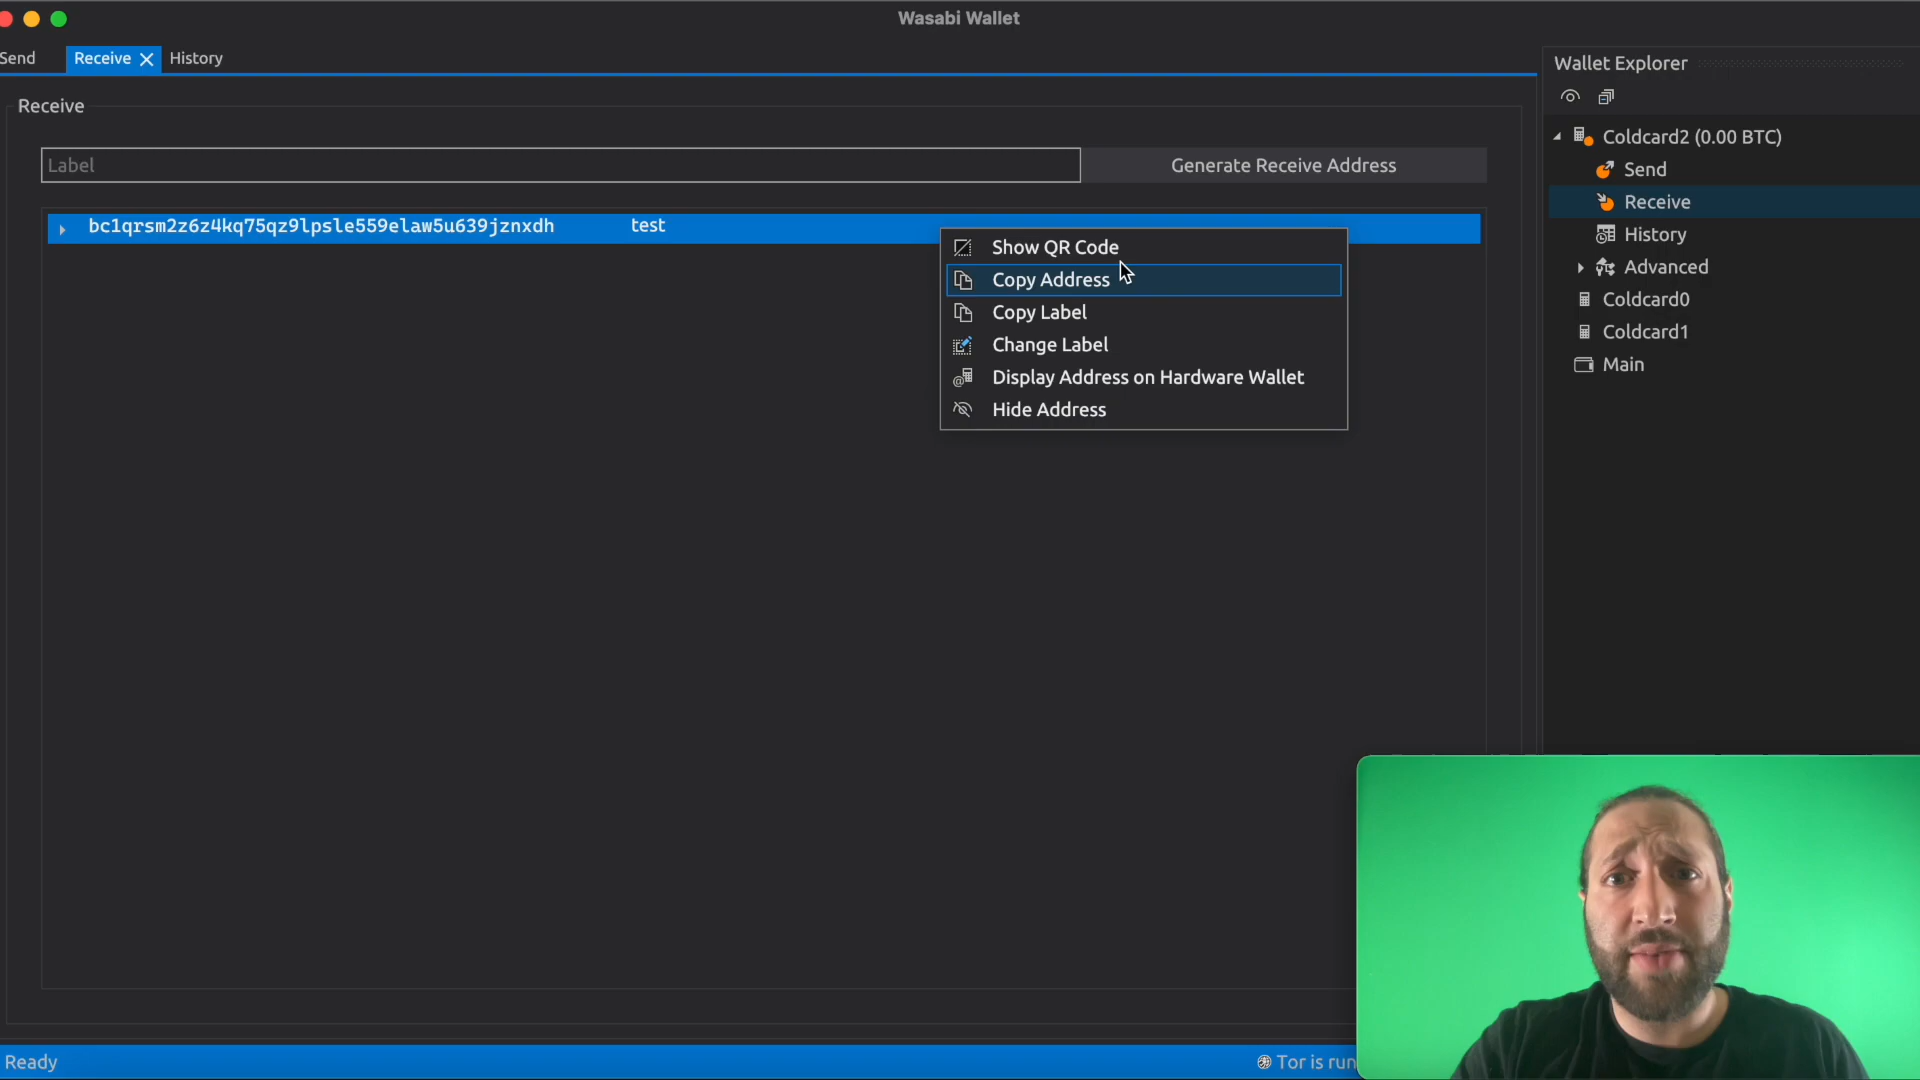 Wasabi Wallet
Send
Receive
History
Receive
Label
Generate Receive Address
bc1qrsm2z6z4kq75qz9lpsle559elaw5u639jznxdh
test
Show QR Code
Copy Address
Copy Label
Change Label
Display Address on Hardware Wallet
Hide Address
Wallet Explorer
Coldcard2 (0.00 BTC)
Send
Receive
History
Advanced
Coldcard0
Coldcard1
Main
Ready
Tor is run